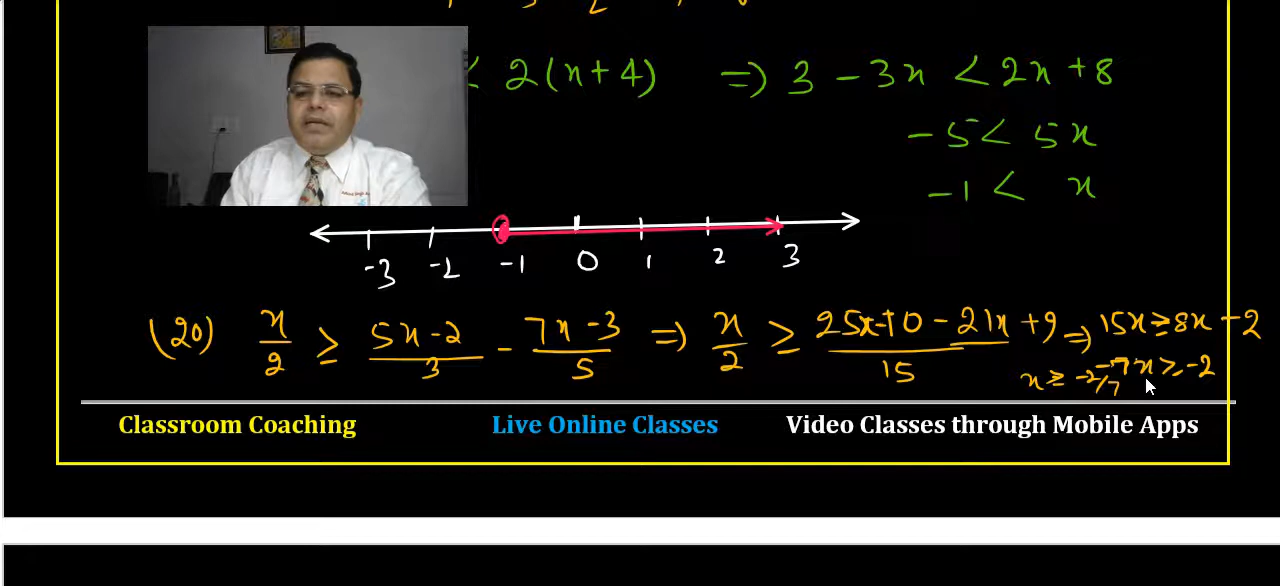 < 2(x+4) ⇒ 3 - 3x < 2x + 8
-5 < 5x
-1 < x
-3 -2 -1 0 1 2 3
(20) x/2 ≥ (5x-2)/3 - (7x-3)/5 ⇒ x/2 ≥ (25x-10-21x+9)/15 ⇒ 15x ≥ 8x - 2
x ≥ -2/7 7x ≥ -2
Classroom Coaching Live Online Classes Video Classes through Mobile Apps